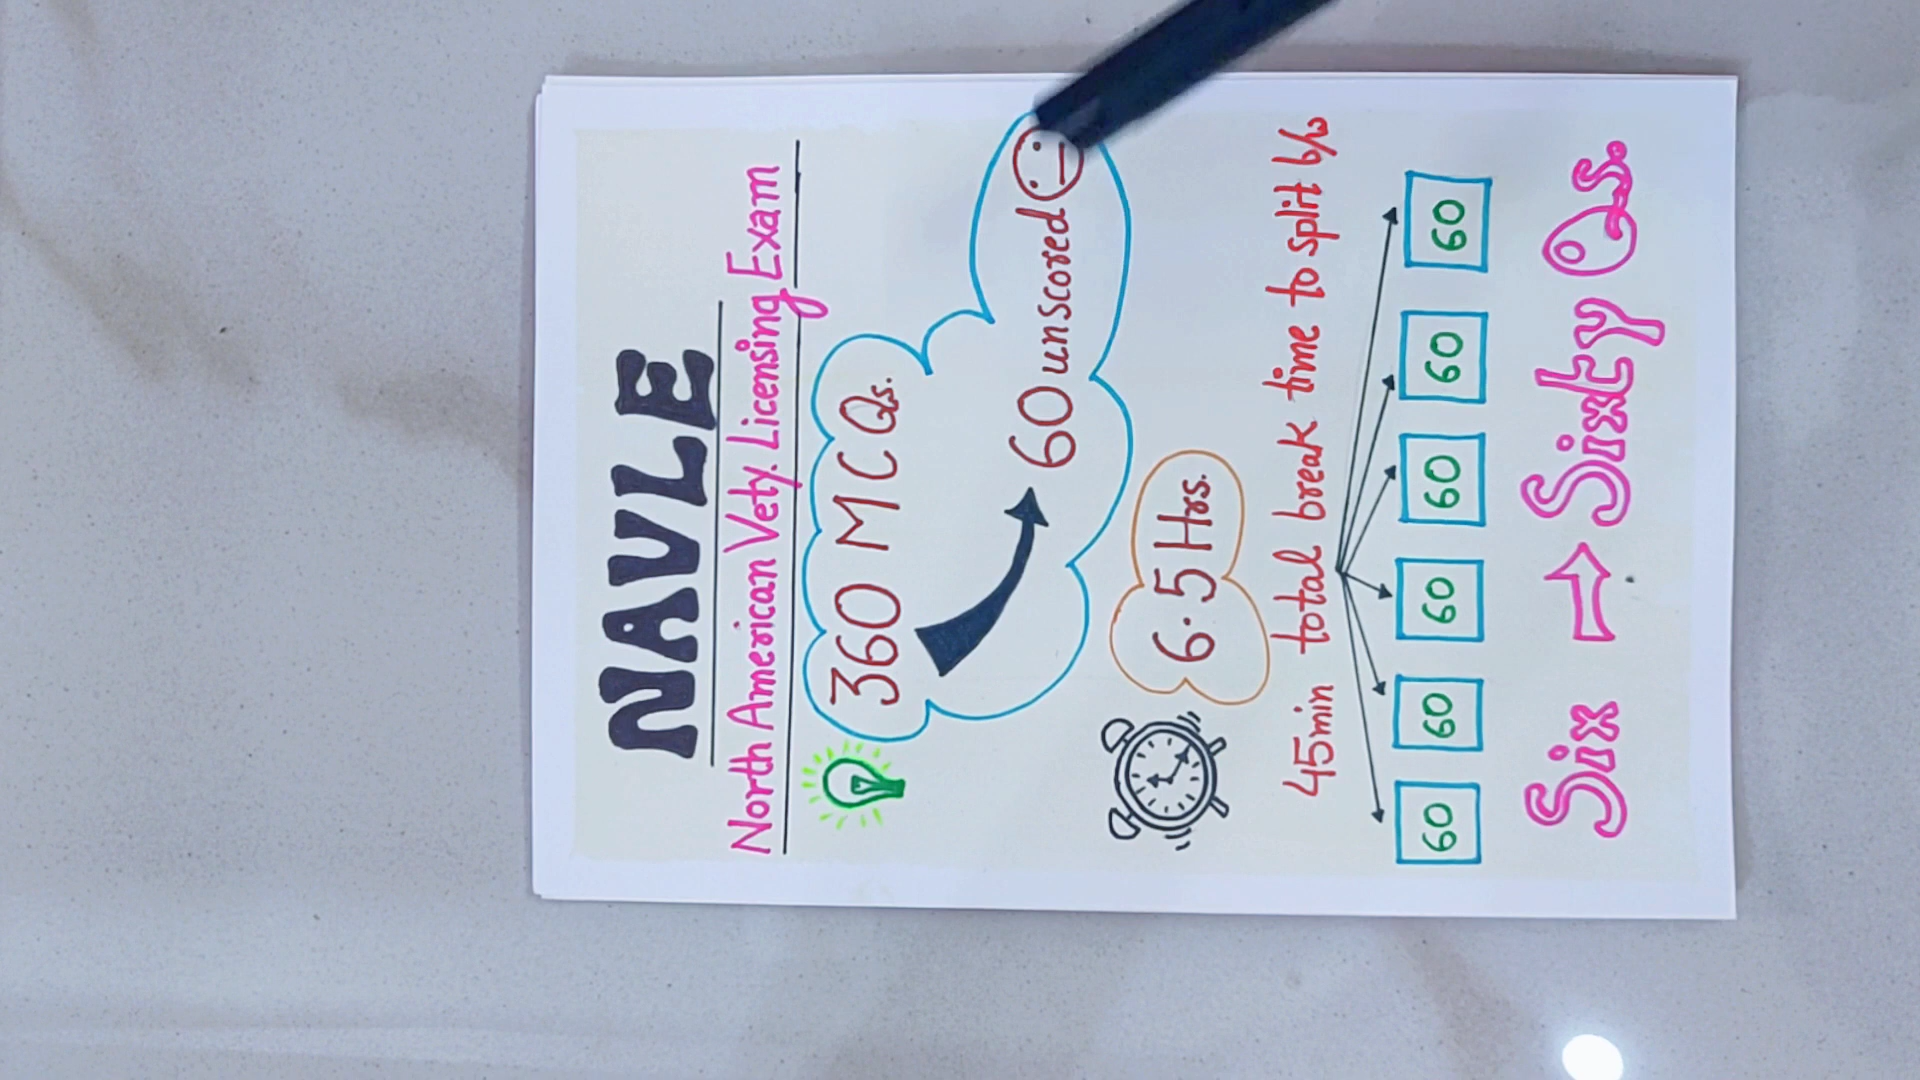 NAVLE
North American Vety. Licensing Exam
360 MCQs.
60 unscored
6.5 Hrs.
45min total break time to split b/w
60 60 60 60 60 60
Six → Sixty Qs.